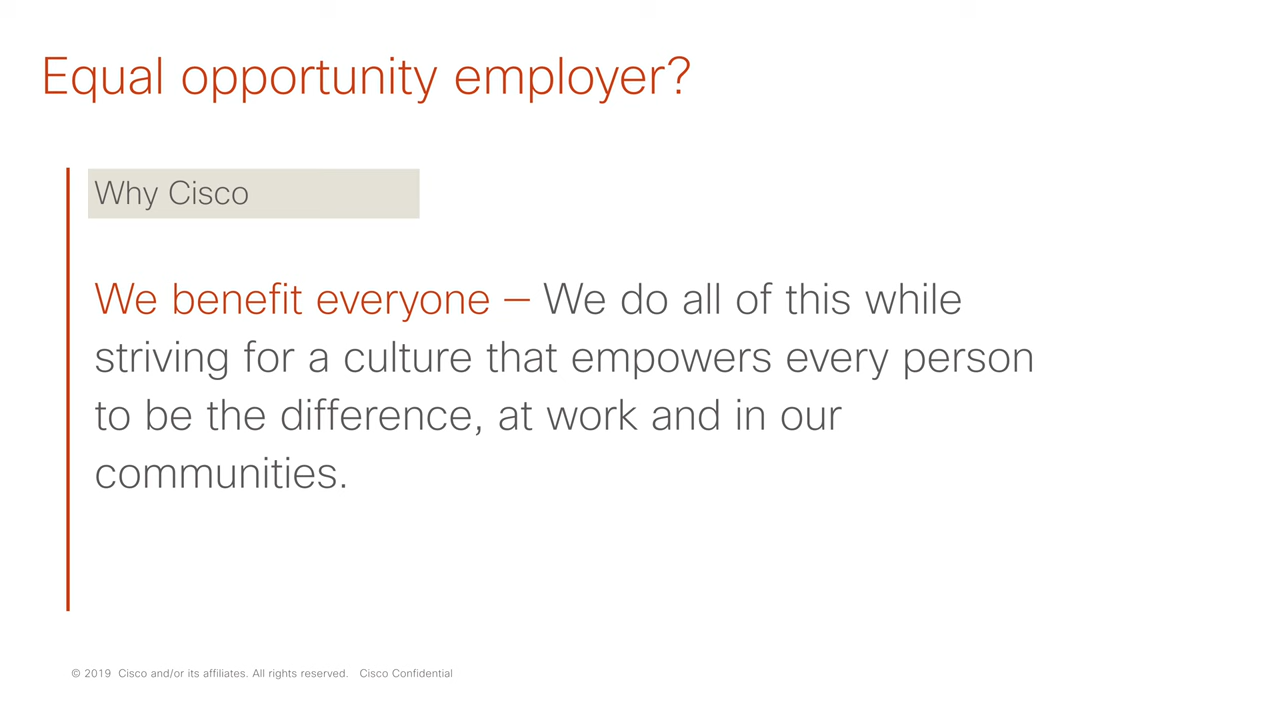 Equal opportunity employer?
Why Cisco
We benefit everyone – We do all of this while
striving for a culture that empowers every person
to be the difference, at work and in our
communities.
© 2019 Cisco and/or its affiliates. All rights reserved. Cisco Confidential